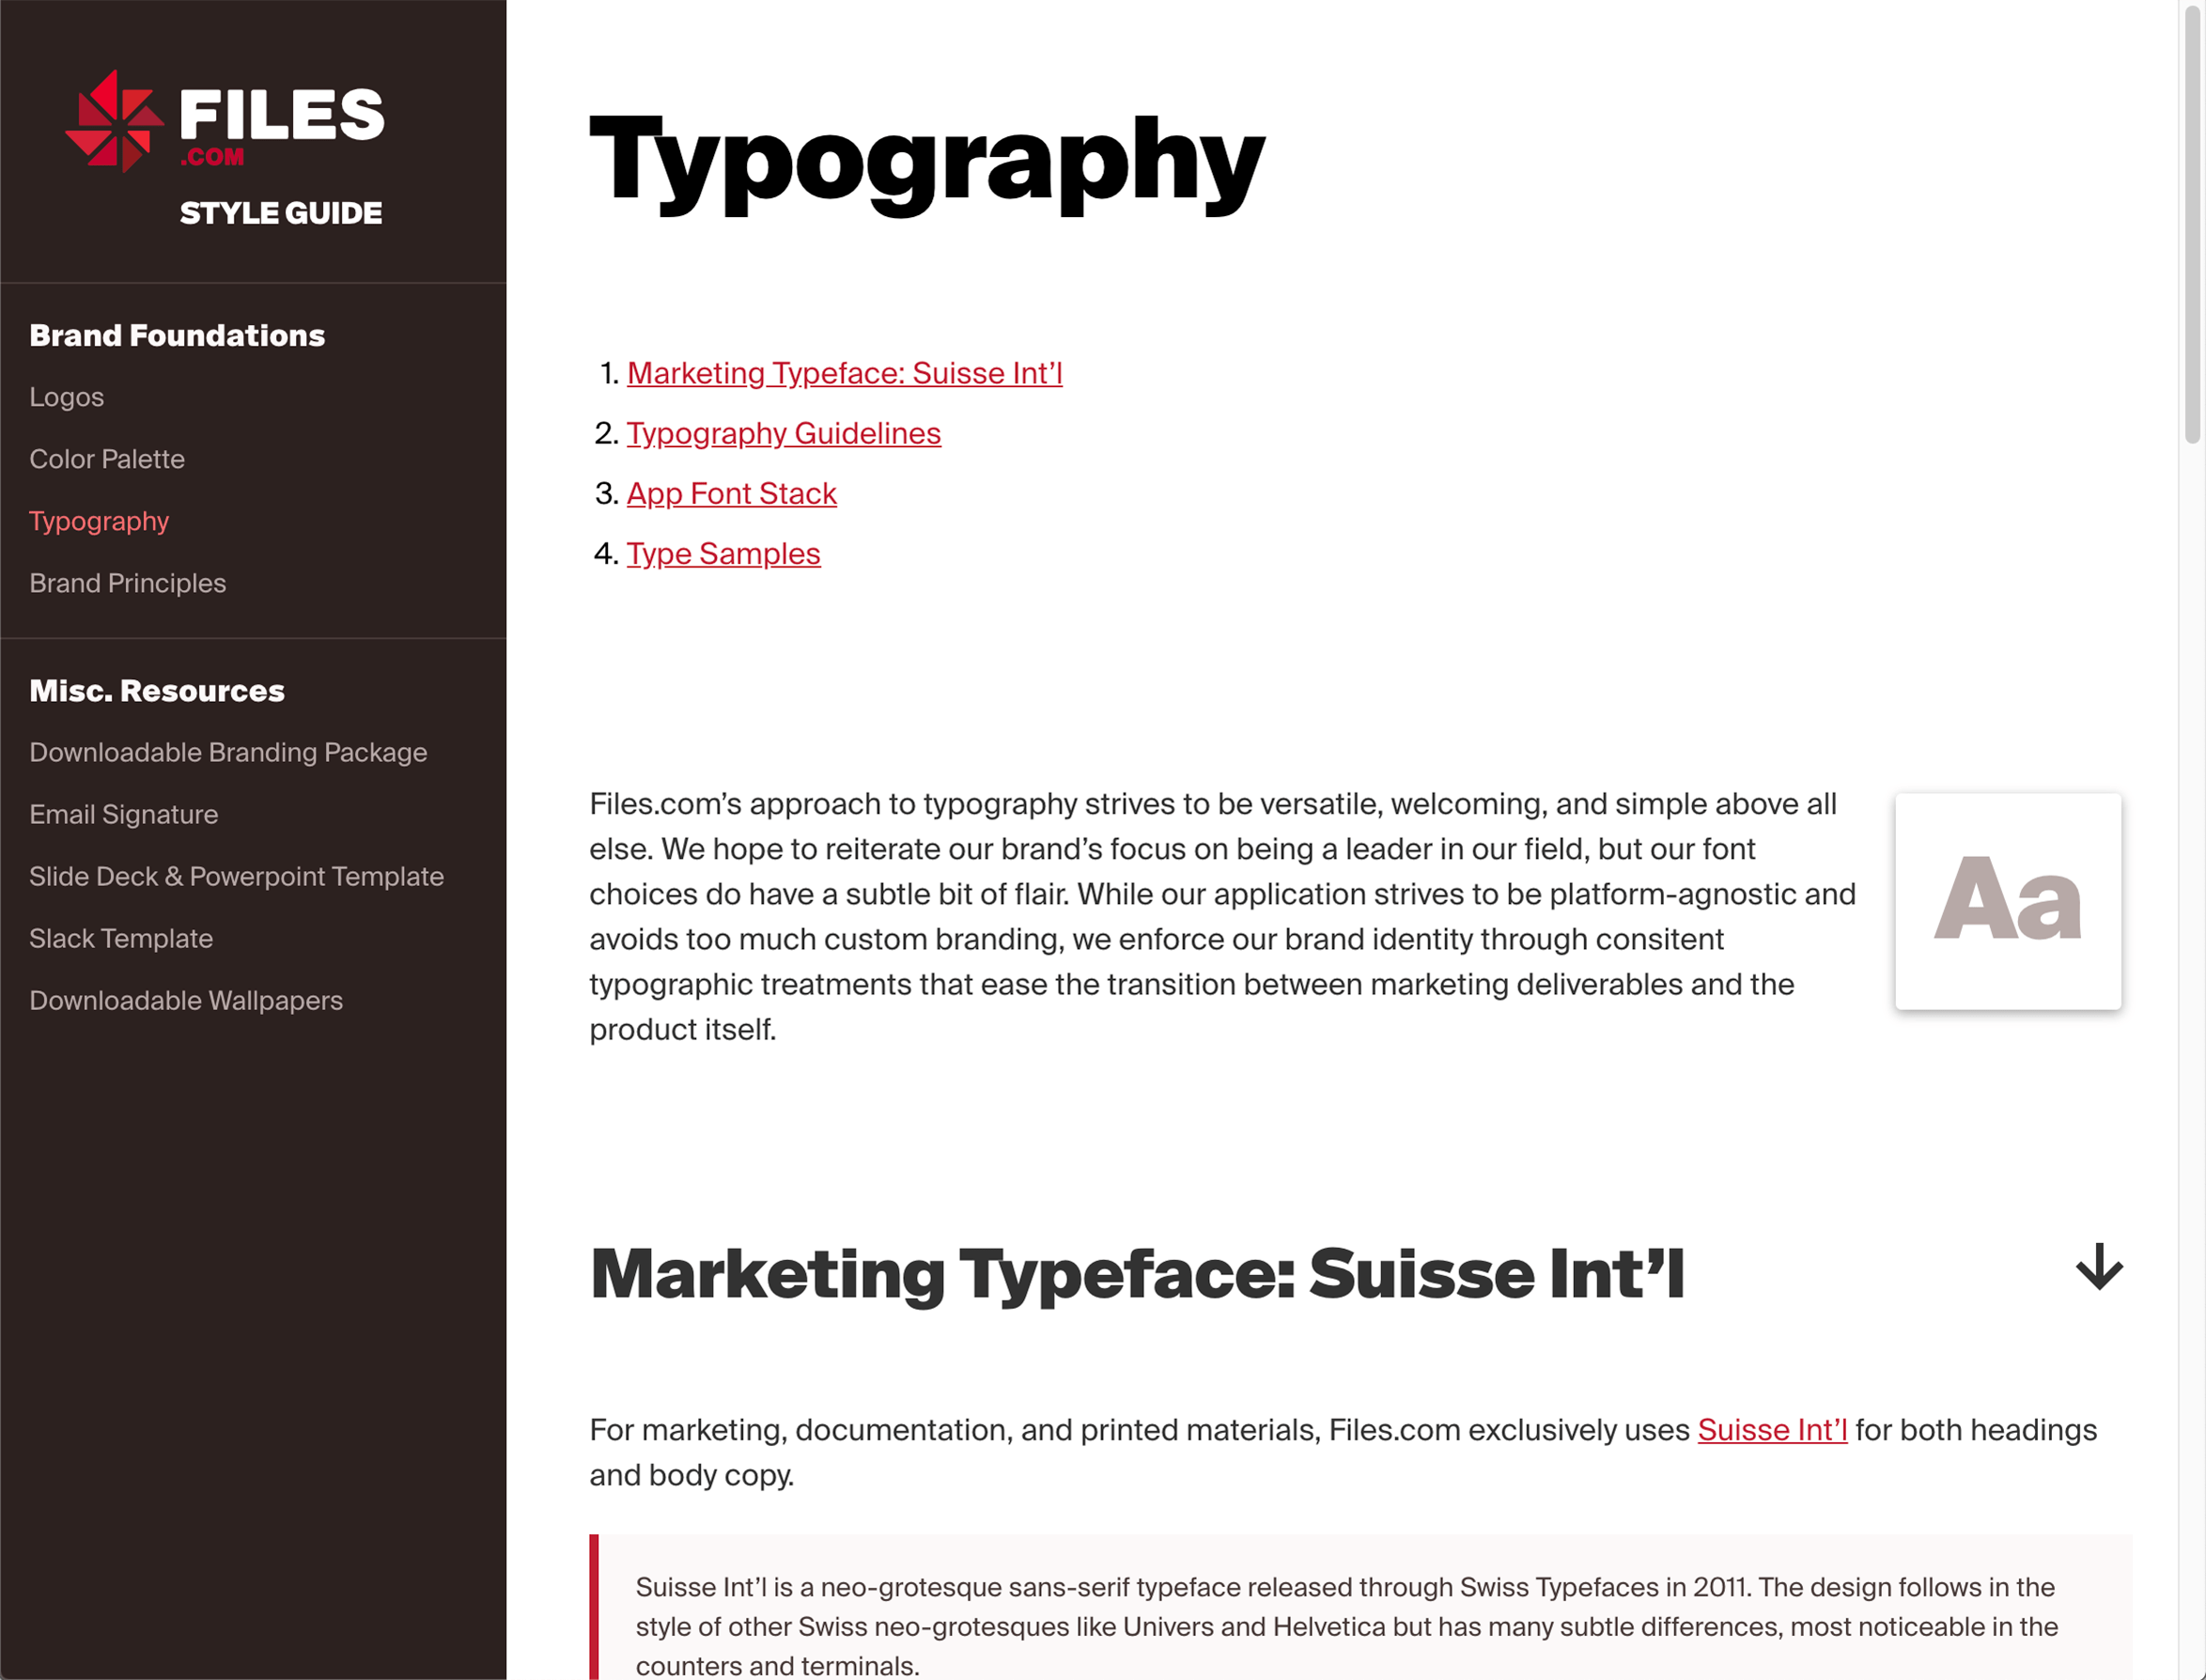 FILES
.COM
STYLE GUIDE
Brand Foundations
Logos
Color Palette
Typography
Brand Principles
Misc. Resources
Downloadable Branding Package
Email Signature
Slide Deck & Powerpoint Template
Slack Template
Downloadable Wallpapers
Typography
1. Marketing Typeface: Suisse Int’l
2. Typography Guidelines
3. App Font Stack
4. Type Samples
Files.com’s approach to typography strives to be versatile, welcoming, and simple above all
else. We hope to reiterate our brand’s focus on being a leader in our field, but our font
choices do have a subtle bit of flair. While our application strives to be platform-agnostic and
avoids too much custom branding, we enforce our brand identity through consitent
typographic treatments that ease the transition between marketing deliverables and the
product itself.
Aa
Marketing Typeface: Suisse Int’l
For marketing, documentation, and printed materials, Files.com exclusively uses Suisse Int’l for both headings
and body copy.
Suisse Int’l is a neo-grotesque sans-serif typeface released through Swiss Typefaces in 2011. The design follows in the
style of other Swiss neo-grotesques like Univers and Helvetica but has many subtle differences, most noticeable in the
counters and terminals.